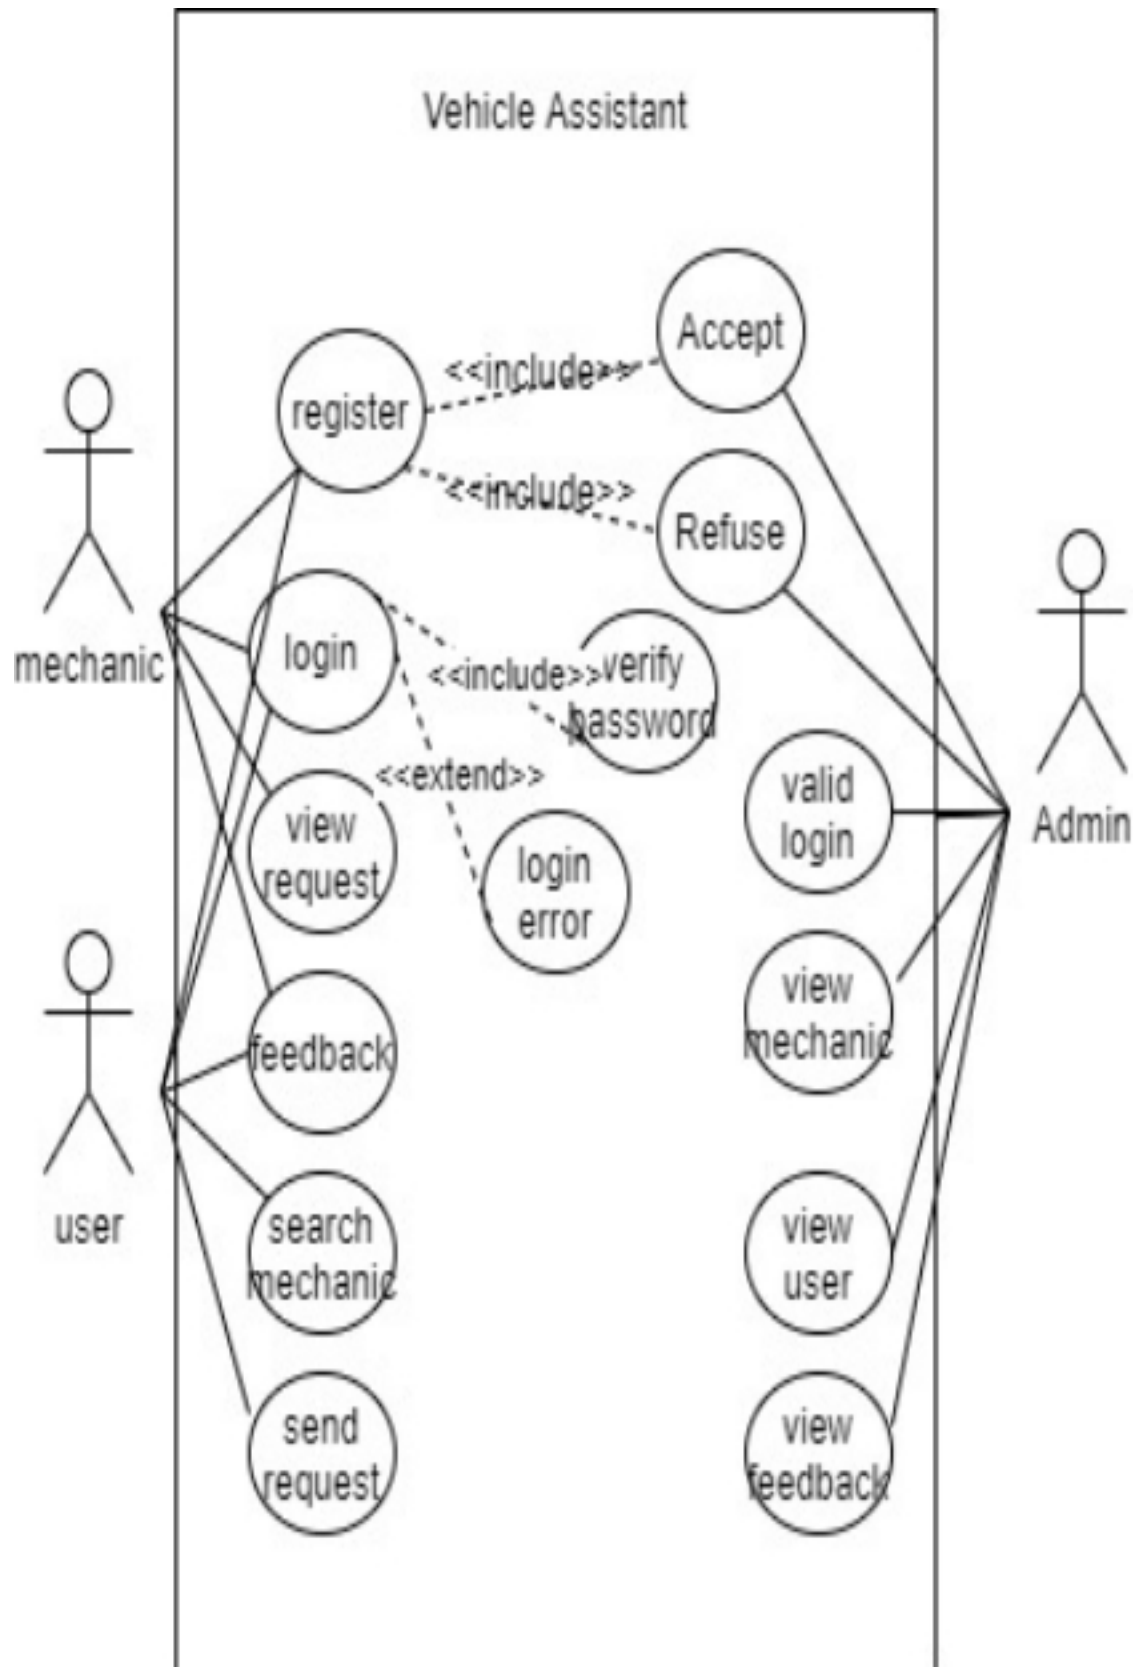 Vehicle Assistant
Accept
<<include>>
register
<<include>>
Refuse
mechanic
login
<<include>>
verify
password
<<extend>>
valid
login
Admin
view
request
login
error
view
mechanic
feedback
user
search
mechanic
view
user
send
request
view
feedback